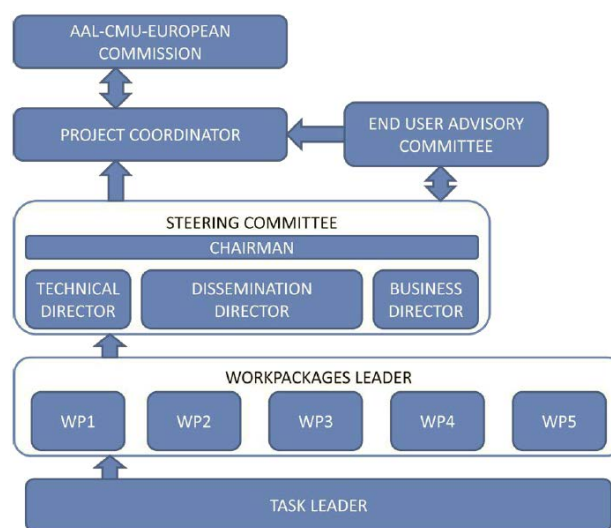 AAL-CMU-EUROPEAN
COMMISSION
PROJECT COORDINATOR
END USER ADVISORY
COMMITTEE
STEERING COMMITTEE
CHAIRMAN
TECHNICAL
DIRECTOR
DISSEMINATION
DIRECTOR
BUSINESS
DIRECTOR
WORKPACKAGES LEADER
WP1
WP2
WP3
WP4
WP5
TASK LEADER